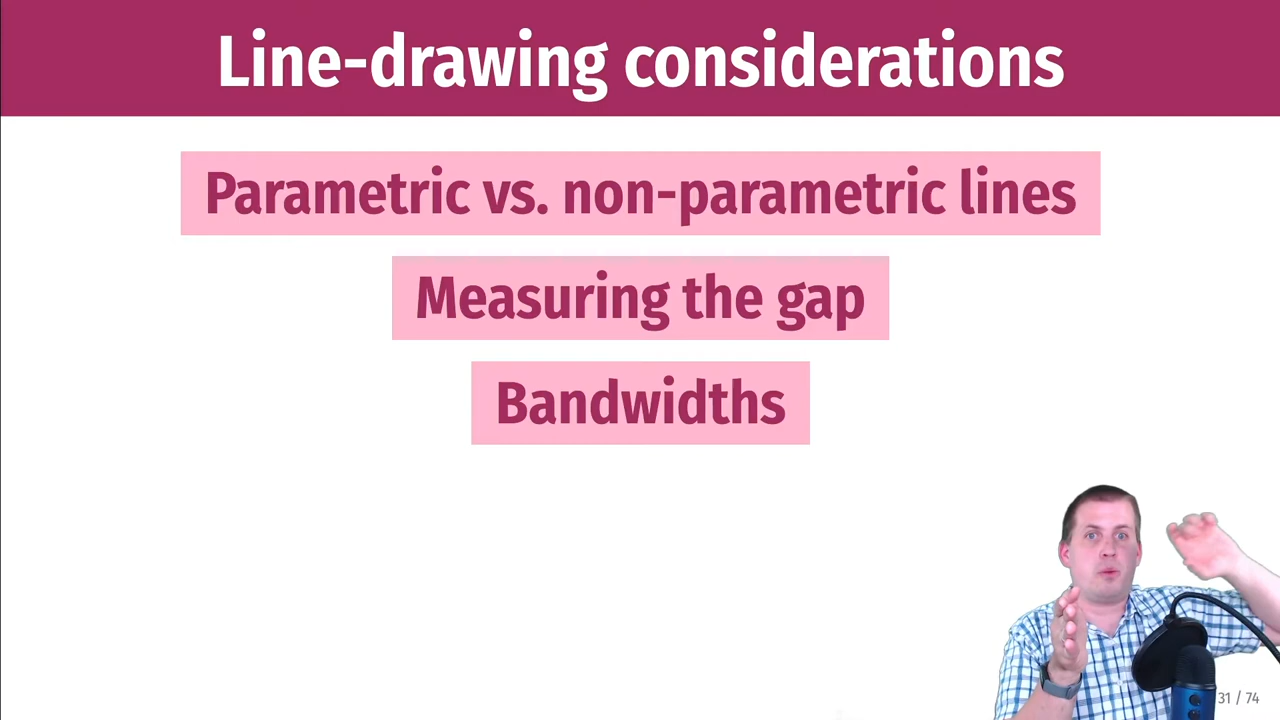 Line-drawing considerations
Parametric vs. non-parametric lines
Measuring the gap
Bandwidths
31 / 74